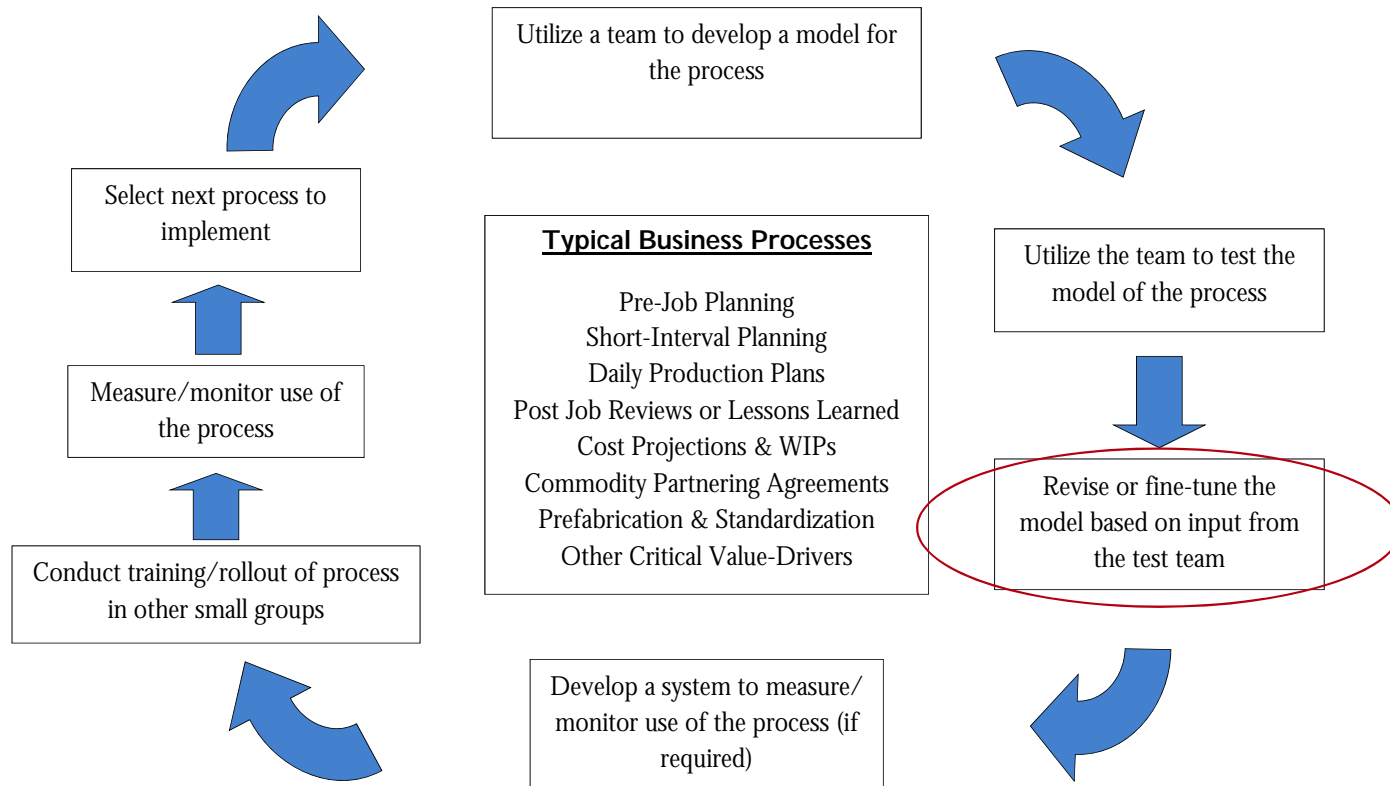 Utilize a team to develop a model for
the process
Select next process to
implement
Typical Business Processes
Pre-Job Planning
Short-Interval Planning
Daily Production Plans
Post Job Reviews or Lessons Learned
Cost Projections & WIPs
Commodity Partnering Agreements
Prefabrication & Standardization
Other Critical Value-Drivers
Utilize the team to test the
model of the process
Measure/monitor use of
the process
Revise or fine-tune the
model based on input from
the test team
Conduct training/rollout of process
in other small groups
Develop a system to measure/
monitor use of the process (if
required)